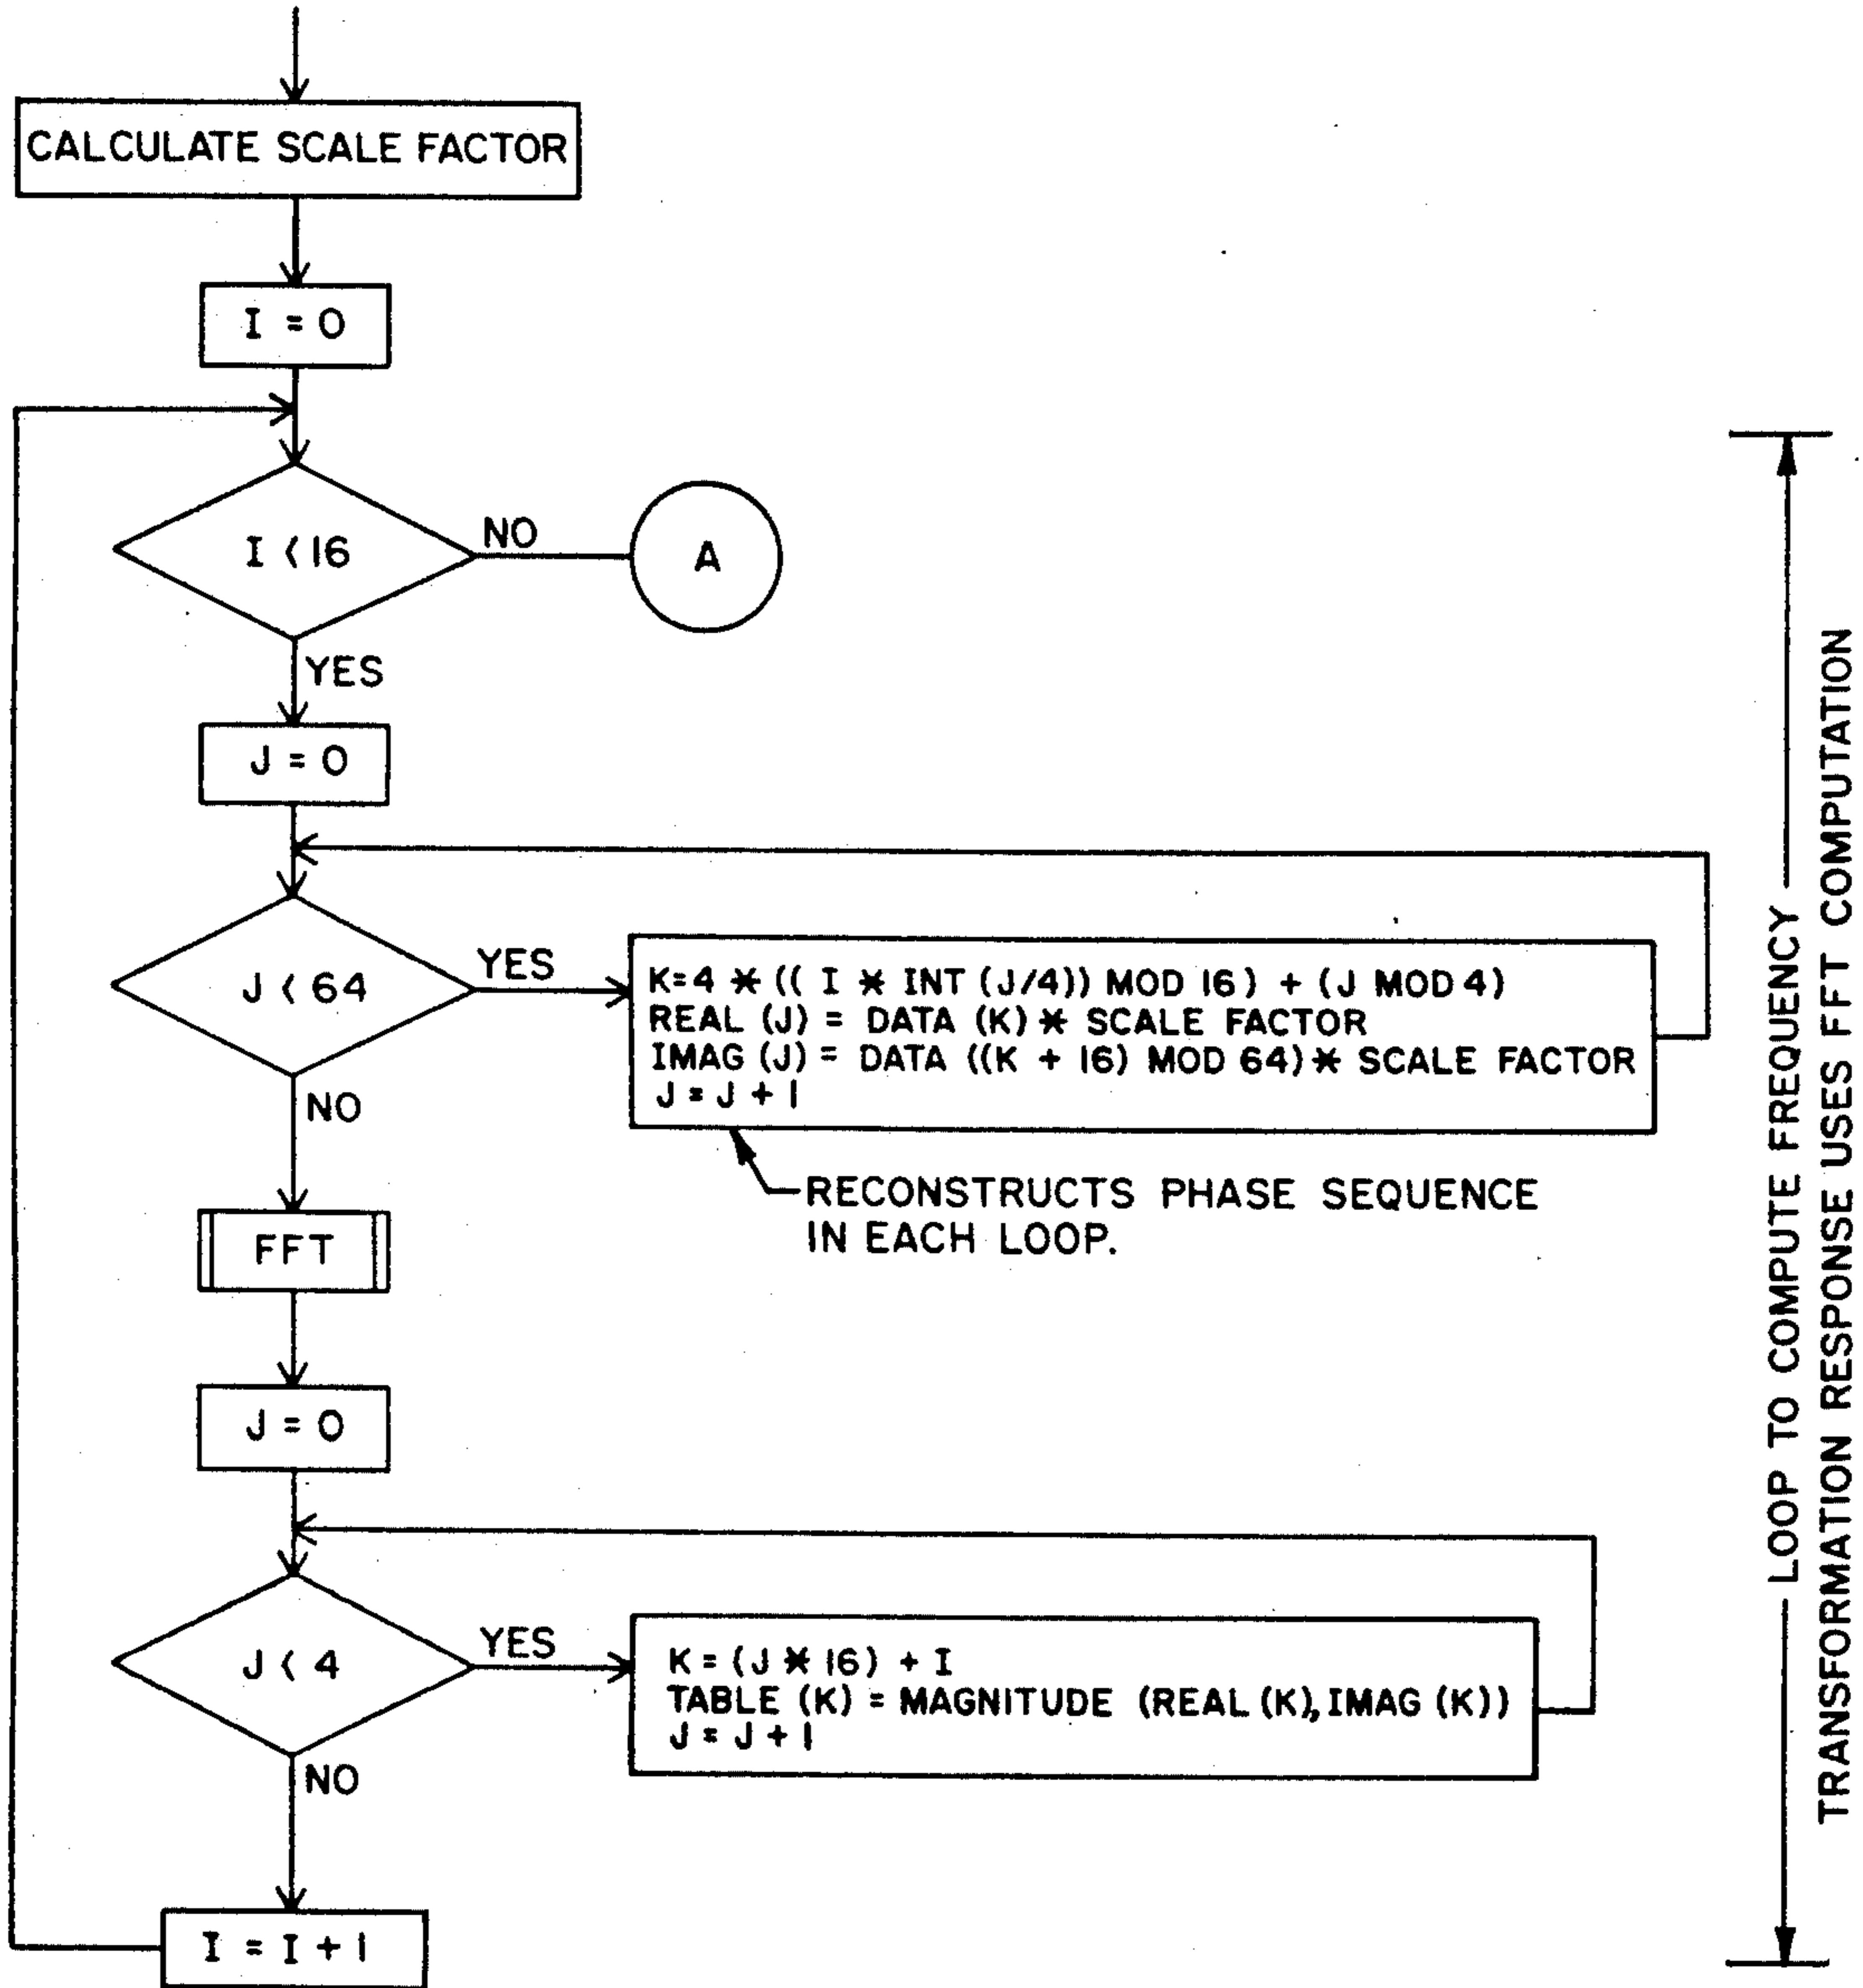 CALCULATE SCALE FACTOR
I = 0
I < 16
NO
A
YES
J = 0
J < 64
YES
K=4 * (( I * INT (J/4)) MOD 16) + (J MOD 4)
REAL (J) = DATA (K) * SCALE FACTOR
IMAG (J) = DATA ((K + 16) MOD 64) * SCALE FACTOR
J = J + 1
NO
RECONSTRUCTS PHASE SEQUENCE
IN EACH LOOP.
FFT
J = 0
J < 4
YES
K = (J * 16) + I
TABLE (K) = MAGNITUDE (REAL (K), IMAG (K))
J = J + 1
NO
I = I + 1
LOOP TO COMPUTE FREQUENCY
TRANSFORMATION RESPONSE USES FFT COMPUTATION